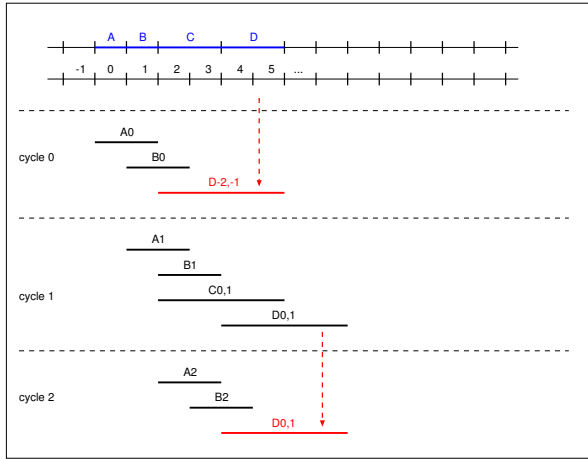 A B C D
-1 0 1 2 3 4 5 ...
A0
cycle 0
B0
D-2,-1
A1
B1
cycle 1
C0,1
D0,1
A2
cycle 2
B2
D0,1